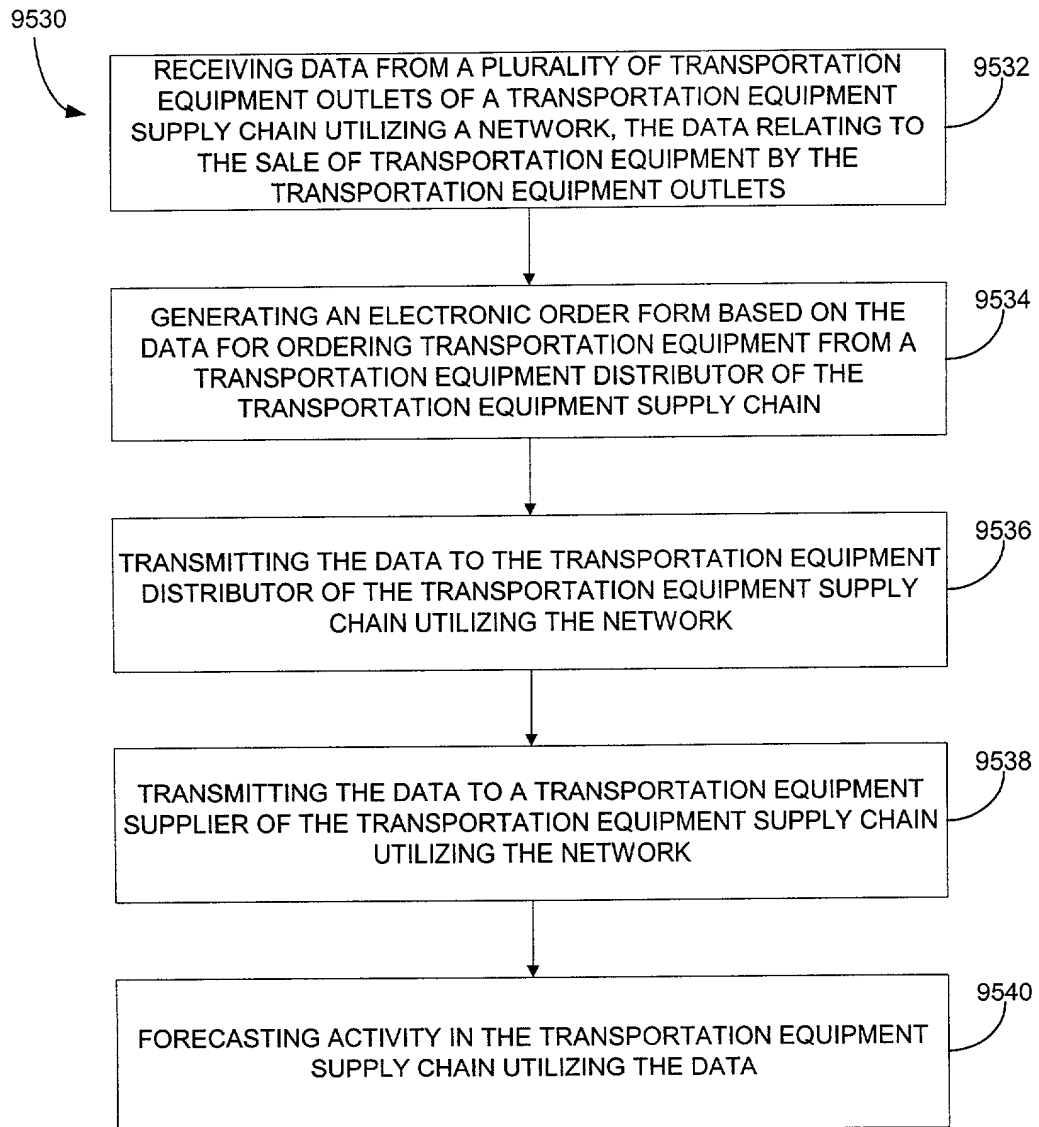 9530
RECEIVING DATA FROM A PLURALITY OF TRANSPORTATION
EQUIPMENT OUTLETS OF A TRANSPORTATION EQUIPMENT
SUPPLY CHAIN UTILIZING A NETWORK, THE DATA RELATING TO
THE SALE OF TRANSPORTATION EQUIPMENT BY THE
TRANSPORTATION EQUIPMENT OUTLETS
9532
GENERATING AN ELECTRONIC ORDER FORM BASED ON THE
DATA FOR ORDERING TRANSPORTATION EQUIPMENT FROM A
TRANSPORTATION EQUIPMENT DISTRIBUTOR OF THE
TRANSPORTATION EQUIPMENT SUPPLY CHAIN
9534
TRANSMITTING THE DATA TO THE TRANSPORTATION EQUIPMENT
DISTRIBUTOR OF THE TRANSPORTATION EQUIPMENT SUPPLY
CHAIN UTILIZING THE NETWORK
9536
TRANSMITTING THE DATA TO A TRANSPORTATION EQUIPMENT
SUPPLIER OF THE TRANSPORTATION EQUIPMENT SUPPLY CHAIN
UTILIZING THE NETWORK
9538
FORECASTING ACTIVITY IN THE TRANSPORTATION EQUIPMENT
SUPPLY CHAIN UTILIZING THE DATA
9540